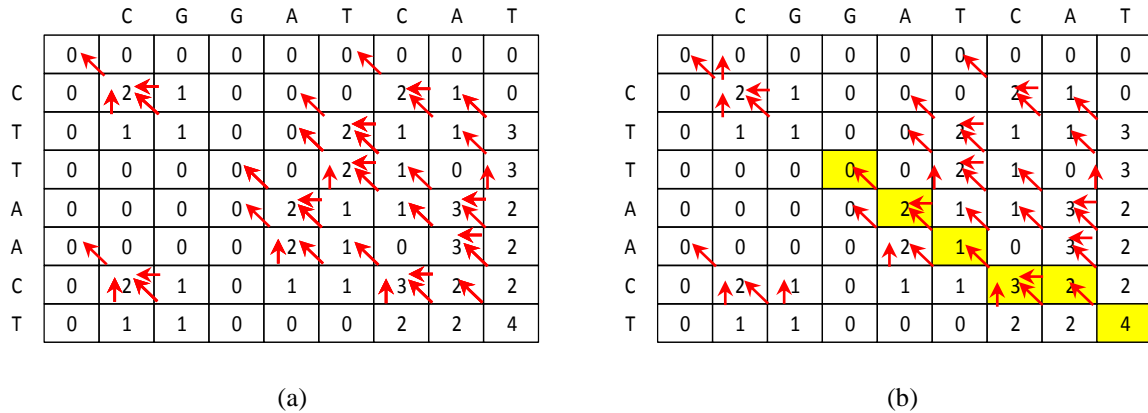 C G G A T C A T C G G A T C A T
0 0 0 0 0 0 0 0 0 0 0 0 0 0 0 0 0 0
C 0 2 1 0 0 0 2 1 0 C 0 2 1 0 0 0 2 1 0
T 0 1 1 0 0 2 1 1 3 T 0 1 1 0 0 2 1 1 3
T 0 0 0 0 0 2 1 0 3 T 0 0 0 0 0 2 1 0 3
A 0 0 0 0 2 1 1 3 2 A 0 0 0 0 2 1 1 3 2
A 0 0 0 0 2 1 0 3 2 A 0 0 0 0 2 1 0 3 2
C 0 2 1 0 1 1 3 2 2 C 0 2 1 0 1 1 3 2 2
T 0 1 1 0 0 0 2 2 4 T 0 1 1 0 0 0 2 2 4
(a) (b)